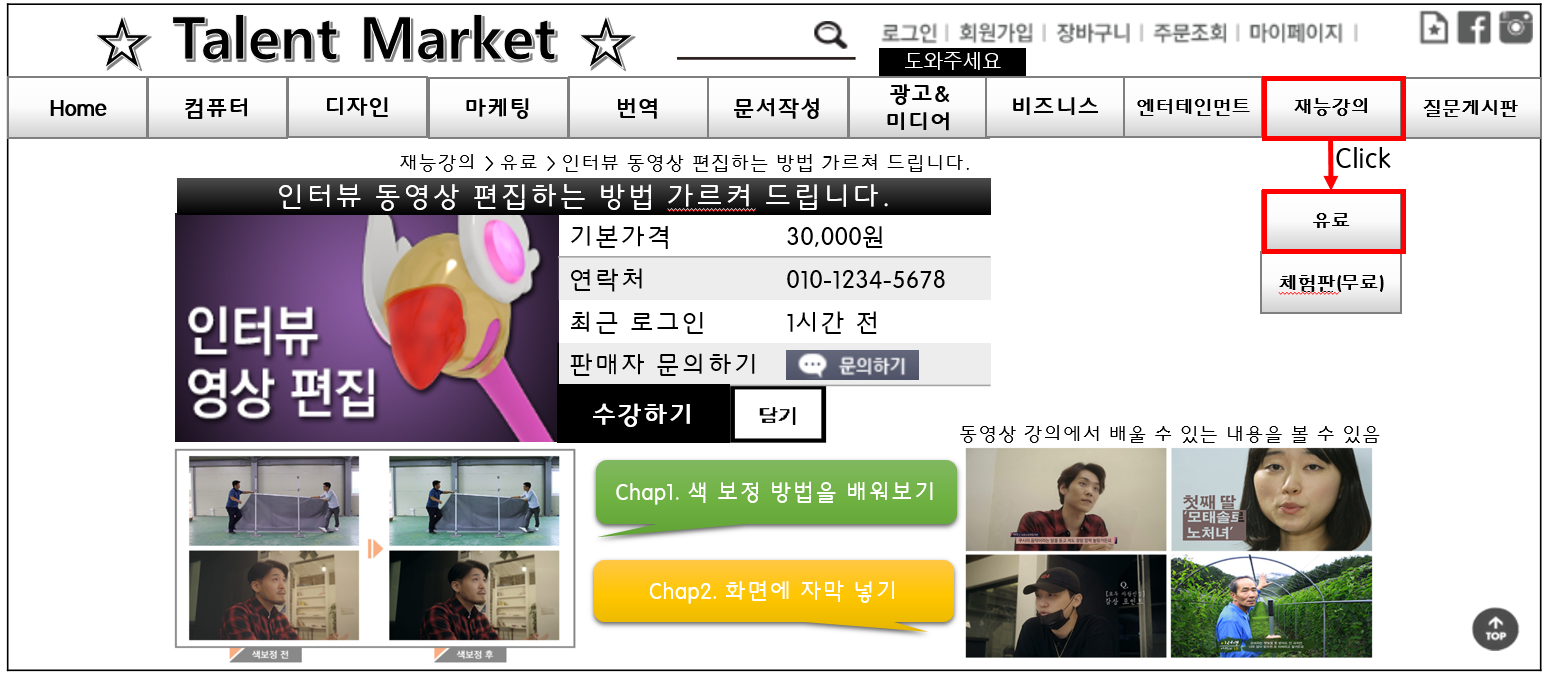 ☆ Talent Market ☆
로그인 | 회원가입 | 장바구니 | 주문조회 | 마이페이지 |
도와주세요
Home
컴퓨터
디자인
마케팅
번역
문서작성
광고&
미디어
비즈니스
엔터테인먼트
재능강의
질문게시판
Click
유료
체험판(무료)
재능강의 > 유료 > 인터뷰 동영상 편집하는 방법 가르쳐 드립니다.
인터뷰 동영상 편집하는 방법 가르켜 드립니다.
인터뷰
영상 편집
기본가격 30,000원
연락처 010-1234-5678
최근 로그인 1시간 전
판매자 문의하기 문의하기
수강하기 담기
동영상 강의에서 배울 수 있는 내용을 볼 수 있음
색보정 전
색보정 후
Chap1. 색 보정 방법을 배워보기
Chap2. 화면에 자막 넣기
첫째 딸
'모태솔로
노처녀'
Q.
감상 포인트
TOP